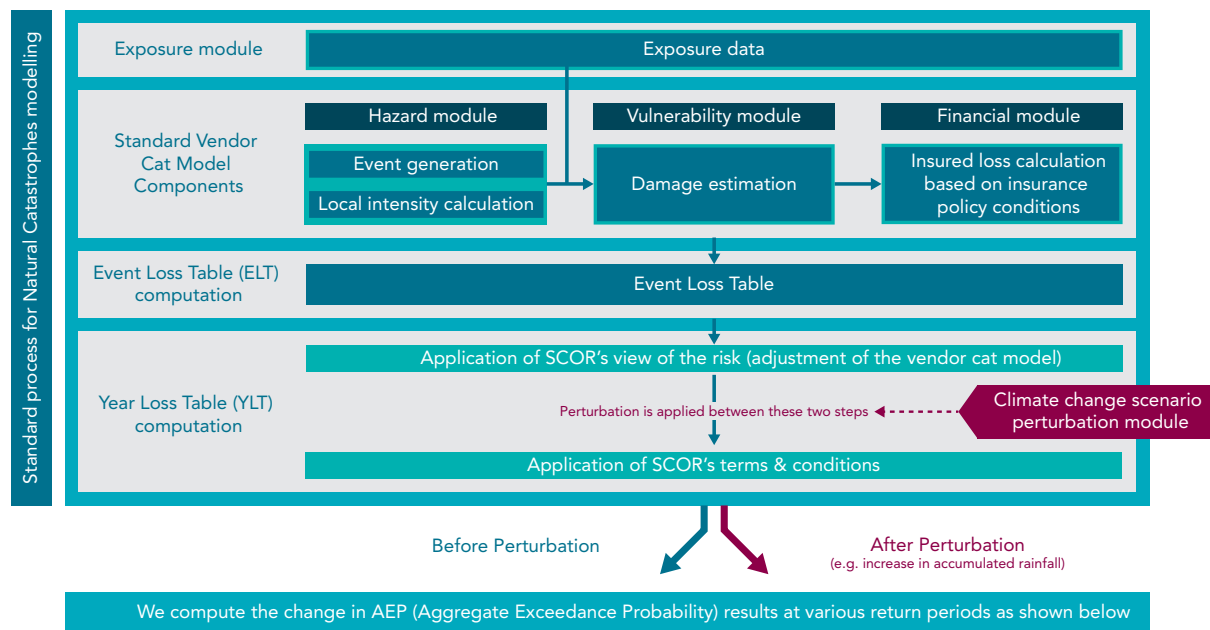 Standard process for Natural Catastrophes modelling
Exposure module
Exposure data
Standard Vendor
Cat Model
Components
Hazard module
Event generation
Local intensity calculation
Vulnerability module
Damage estimation
Financial module
Insured loss calculation
based on insurance
policy conditions
Event Loss Table (ELT)
computation
Event Loss Table
Year Loss Table (YLT)
computation
Application of SCOR’s view of the risk (adjustment of the vendor cat model)
Perturbation is applied between these two steps
Climate change scenario
perturbation module
Application of SCOR’s terms & conditions
Before Perturbation
After Perturbation
(e.g. increase in accumulated rainfall)
We compute the change in AEP (Aggregate Exceedance Probability) results at various return periods as shown below